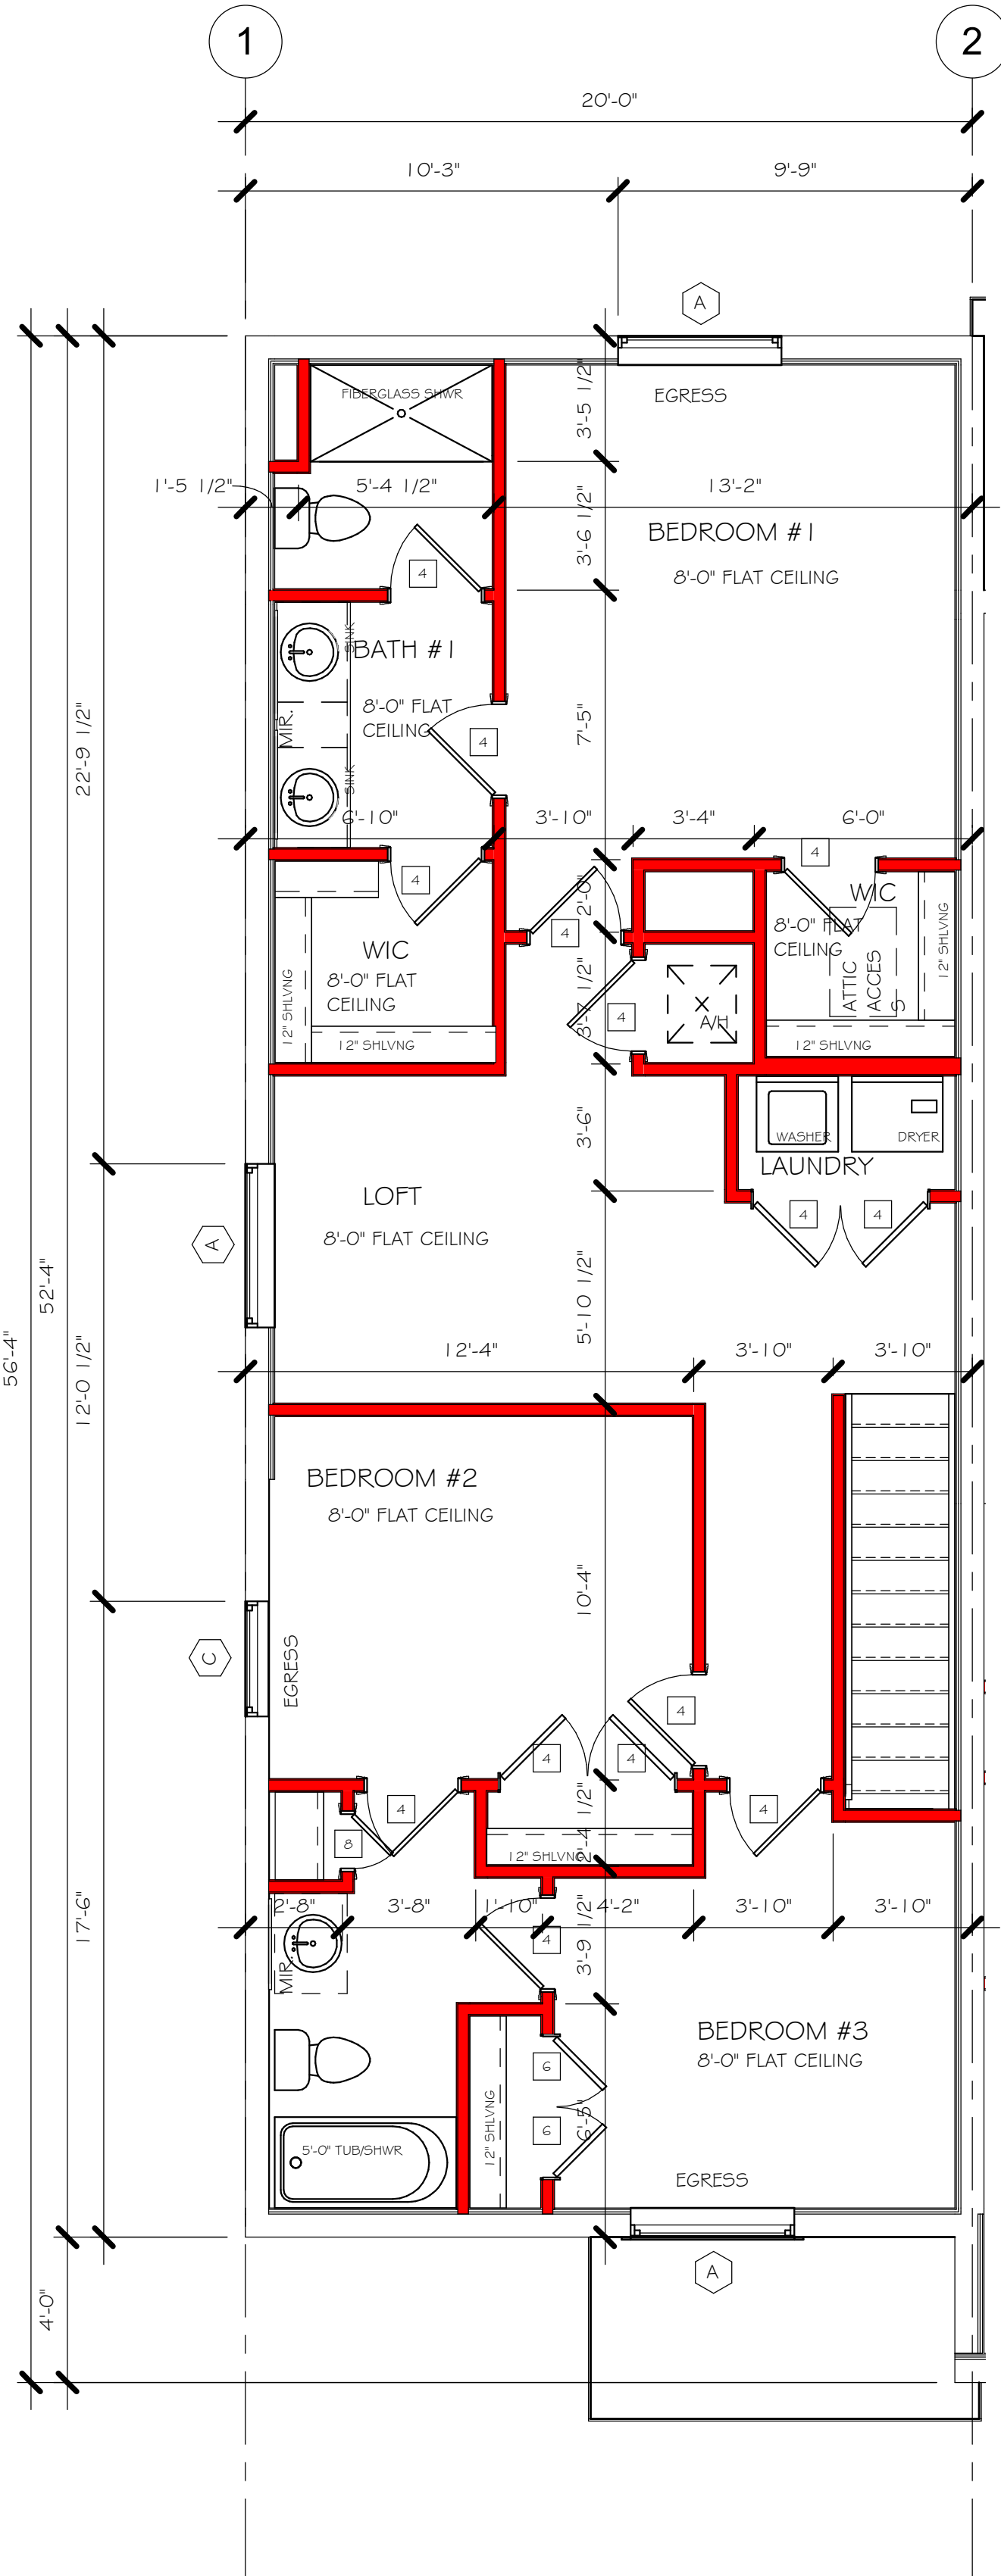 1
2
20'-0"
10'-3"
9'-9"
A
EGRESS
FIBERGLASS SHWR
3'-5 1/2"
1'-5 1/2"
5'-4 1/2"
13'-2"
3'-6 1/2"
BEDROOM #1
8'-0" FLAT CEILING
4
SINK
BATH #1
8'-0" FLAT
CEILING
MIR.
22'-9 1/2"
7'-5"
4
SINK
6'-10"
3'-10"
3'-4"
6'-0"
4
4
2'-0"
WIC
8'-0" FLAT
CEILING
12" SHLVNG
4
WIC
8'-0" FLAT
CEILING
ATTIC
ACCES
S
12" SHLVNG
3'-7 1/2"
4
A/H
12" SHLVNG
12" SHLVNG
3'-6"
WASHER
DRYER
LAUNDRY
LOFT
8'-0" FLAT CEILING
4
4
A
52'-4"
56'-4"
12'-0 1/2"
5'-10 1/2"
12'-4"
3'-10"
3'-10"
BEDROOM #2
8'-0" FLAT CEILING
10'-4"
C
EGRESS
4
4
4
4
4
8
2'-4 1/2"
12" SHLVNG
17'-6"
2'-8"
3'-8"
1'-10"
4'-2"
3'-10"
3'-10"
4
3'-9 1/2"
MIR.
BEDROOM #3
8'-0" FLAT CEILING
6
6
6'-5"
12" SHLVNG
5'-0" TUB/SHWR
EGRESS
A
4'-0"